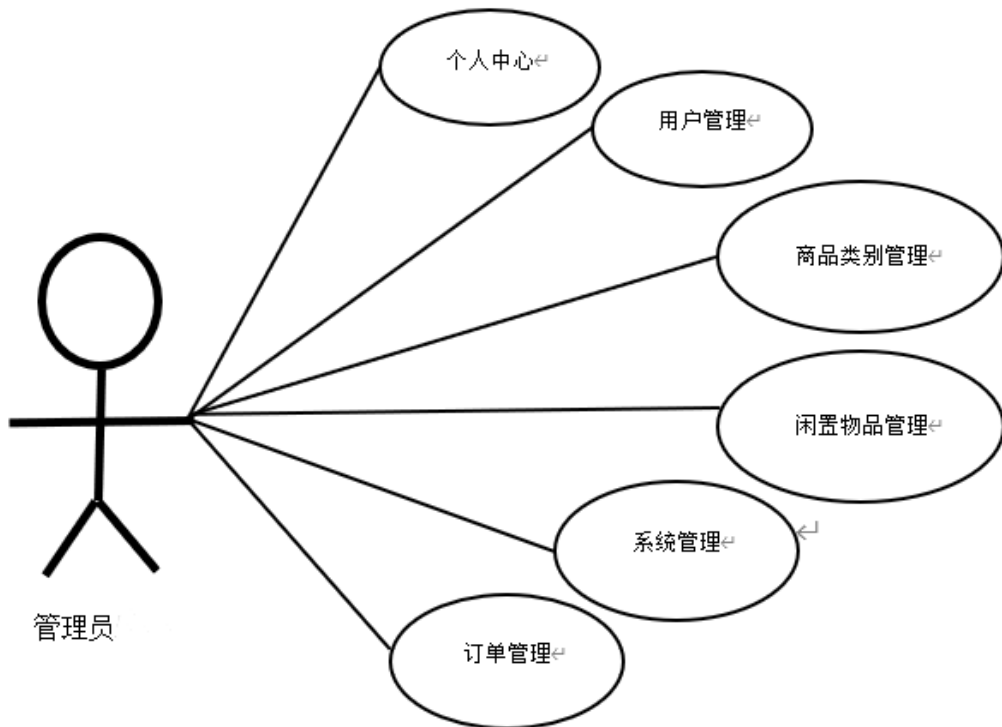 个人中心
用户管理
商品类别管理
闲置物品管理
系统管理
订单管理
管理员